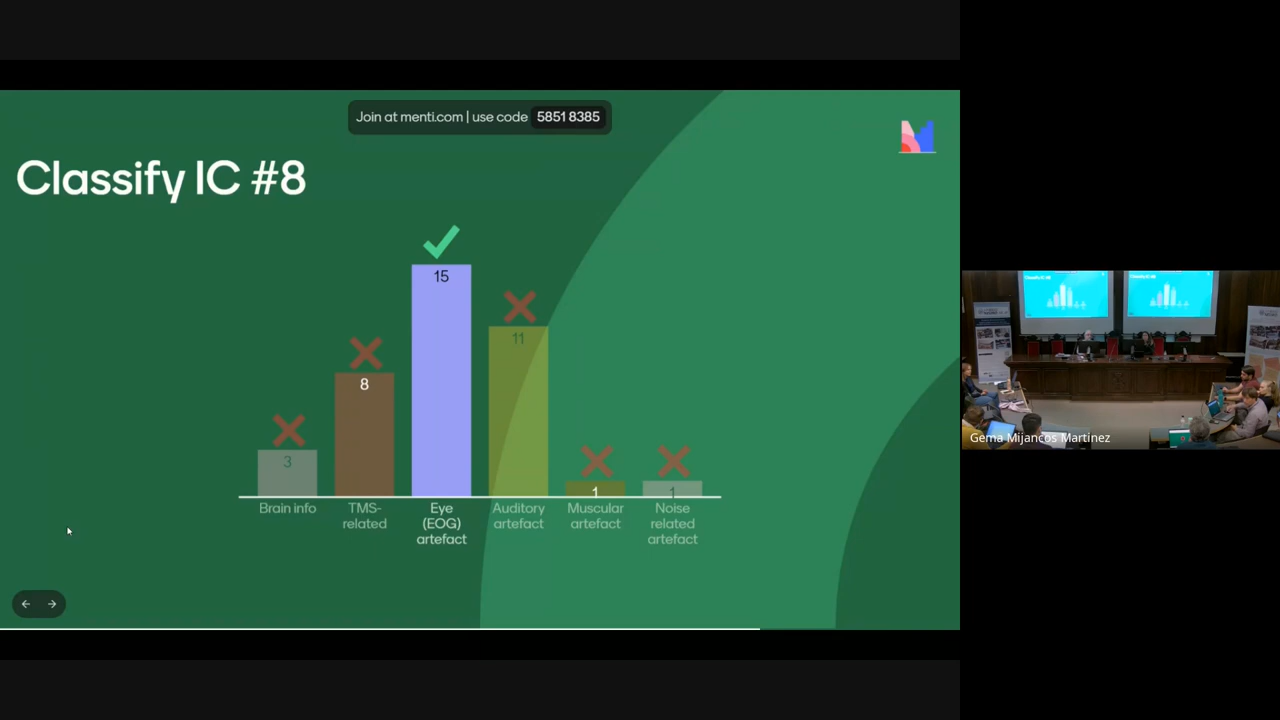 Join at menti.com | use code 5851 8385
Classify IC #8
3
8
15
11
1
1
Brain info
TMS-
related
Eye
(EOG)
artefact
Auditory
artefact
Muscular
artefact
Noise
related
artefact
Gema Mijancos Martinez